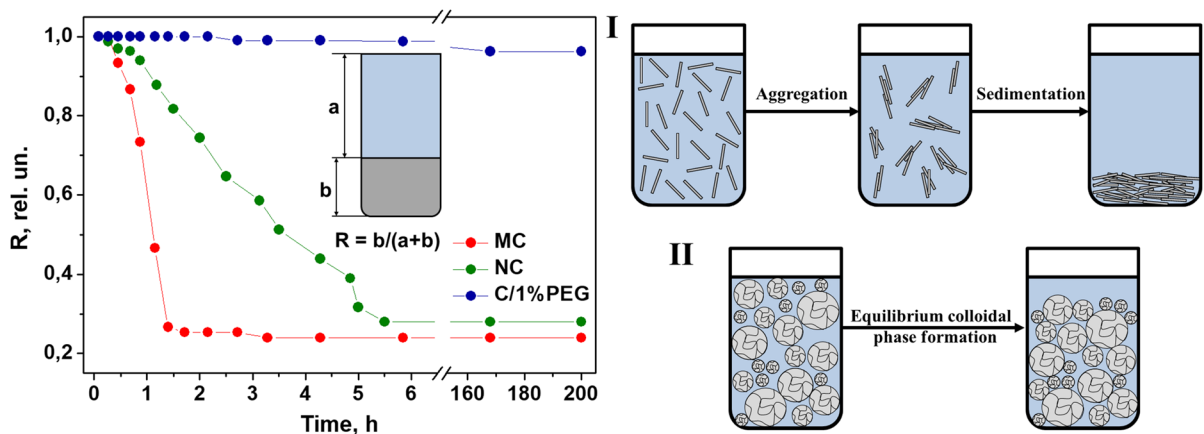 R, rel. un.
1,0
0,8
0,6
0,4
0,2
a
b
R = b/(a+b)
MC
NC
C/1%PEG
0 1 2 3 4 5 6 160 180 200
Time, h
I
Aggregation
Sedimentation
II
Equilibrium colloidal
phase formation